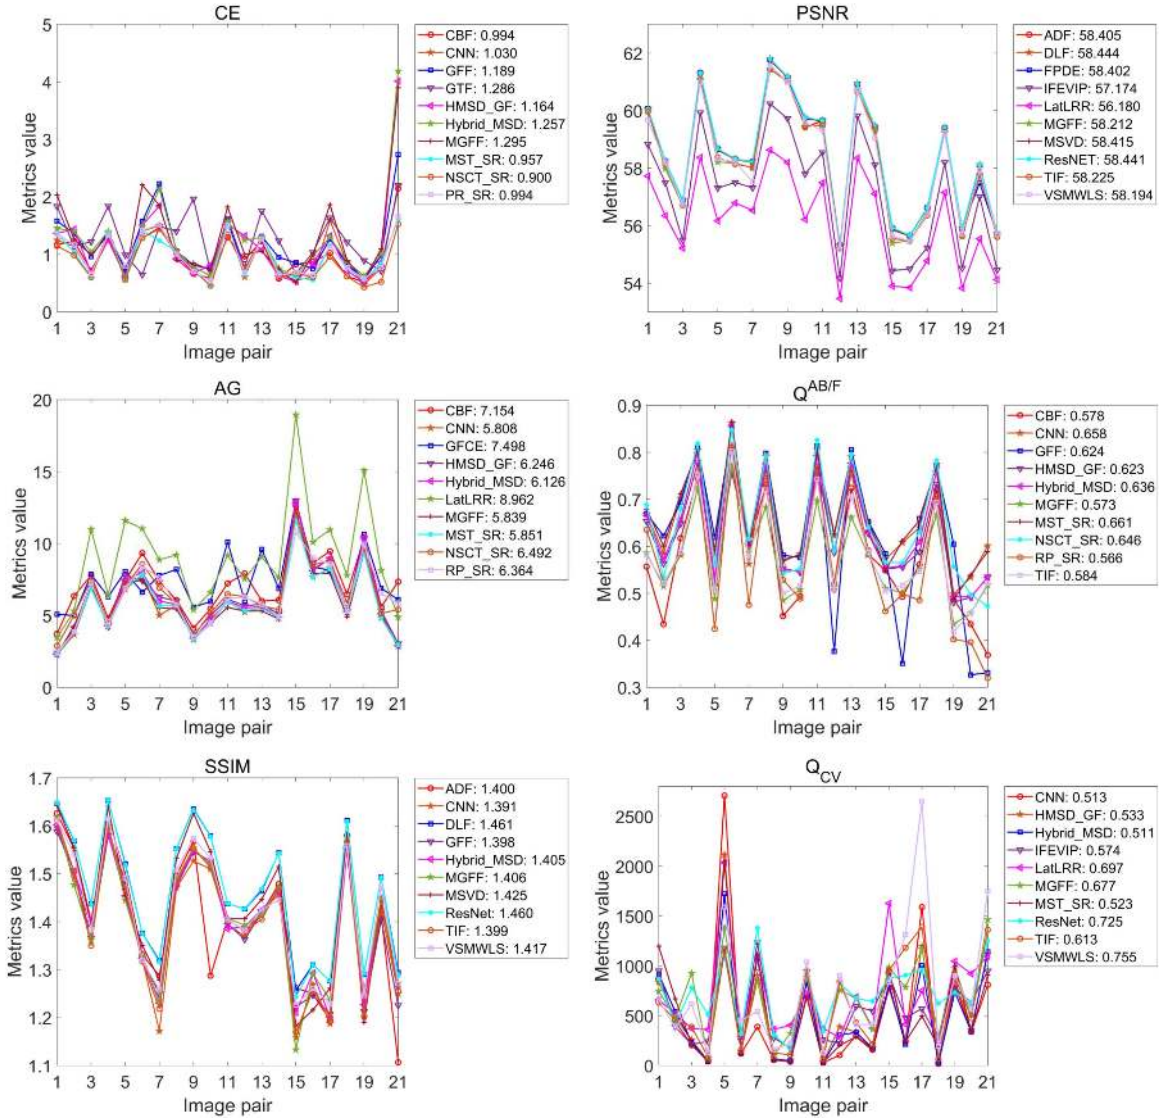 CE
Metrics value
5
4
3
2
1
0
1 3 5 7 9 11 13 15 17 19 21
Image pair
CBF: 0.994
CNN: 1.030
GFF: 1.189
GTF: 1.286
HMSD_GF: 1.164
Hybrid_MSD: 1.257
MGFF: 1.295
MST_SR: 0.957
NSCT_SR: 0.900
PR_SR: 0.994
PSNR
Metrics value
62
60
58
56
54
1 3 5 7 9 11 13 15 17 19 21
Image pair
ADF: 58.405
DLF: 58.444
FPDE: 58.402
IFEVIP: 57.174
LatLRR: 56.180
MGFF: 58.212
MSVD: 58.415
ResNET: 58.441
TIF: 58.225
VSMWLS: 58.194
AG
Metrics value
20
15
10
5
0
1 3 5 7 9 11 13 15 17 19 21
Image pair
CBF: 7.154
CNN: 5.808
GFCE: 7.498
HMSD_GF: 6.246
Hybrid_MSD: 6.126
LatLRR: 8.962
MGFF: 5.839
MST_SR: 5.851
NSCT_SR: 6.492
RP_SR: 6.364
Q^AB/F
Metrics value
0.9
0.8
0.7
0.6
0.5
0.4
0.3
1 3 5 7 9 11 13 15 17 19 21
Image pair
CBF: 0.578
CNN: 0.658
GFF: 0.624
HMSD_GF: 0.623
Hybrid_MSD: 0.636
MGFF: 0.573
MST_SR: 0.661
NSCT_SR: 0.646
RP_SR: 0.566
TIF: 0.584
SSIM
Metrics value
1.7
1.6
1.5
1.4
1.3
1.2
1.1
1 3 5 7 9 11 13 15 17 19 21
Image pair
ADF: 1.400
CNN: 1.391
DLF: 1.461
GFF: 1.398
Hybrid_MSD: 1.405
MGFF: 1.406
MSVD: 1.425
ResNet: 1.460
TIF: 1.399
VSMWLS: 1.417
Q_CV
Metrics value
2500
2000
1500
1000
500
0
1 3 5 7 9 11 13 15 17 19 21
Image pair
CNN: 0.513
HMSD_GF: 0.533
Hybrid_MSD: 0.511
IFEVIP: 0.574
LatLRR: 0.697
MGFF: 0.677
MST_SR: 0.523
ResNet: 0.725
TIF: 0.613
VSMWLS: 0.755